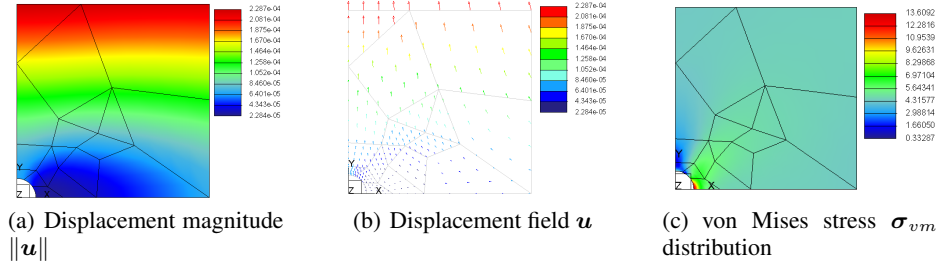 2.287e-04
2.081e-04
1.875e-04
1.670e-04
1.464e-04
1.258e-04
1.052e-04
8.460e-05
6.401e-05
4.343e-05
2.284e-05
Y
Z
X
2.287e-04
2.081e-04
1.875e-04
1.670e-04
1.464e-04
1.258e-04
1.052e-04
8.460e-05
6.401e-05
4.343e-05
2.284e-05
Y
Z
X
13.6092
12.2816
10.9539
9.62631
8.29868
6.97104
5.64341
4.31577
2.98814
1.66050
0.33287
Y
Z
X
(a) Displacement magnitude
‖u‖
(b) Displacement field u
(c) von Mises stress σvm
distribution